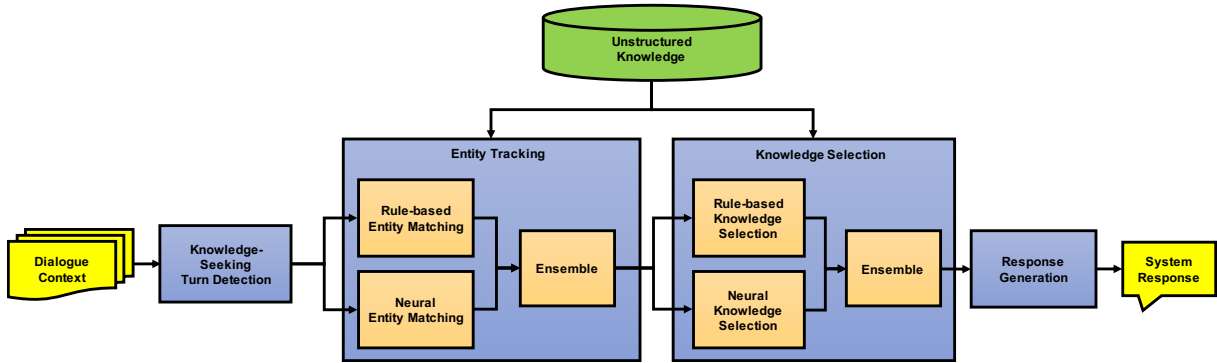 Unstructured
Knowledge
Entity Tracking
Knowledge Selection
Rule-based
Entity Matching
Rule-based
Knowledge
Selection
Dialogue
Context
Knowledge-
Seeking
Turn Detection
Ensemble
Ensemble
Response
Generation
System
Response
Neural
Entity Matching
Neural
Knowledge
Selection